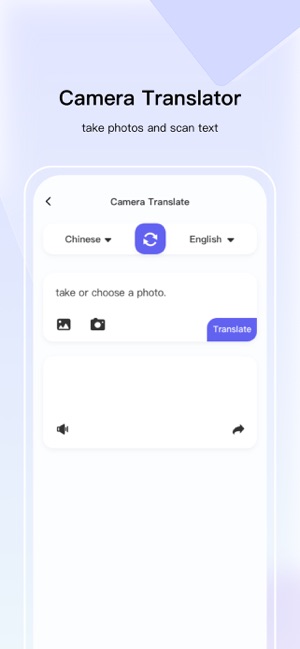 Camera Translator
take photos and scan text
Camera Translate
Chinese
English
take or choose a photo.
Translate